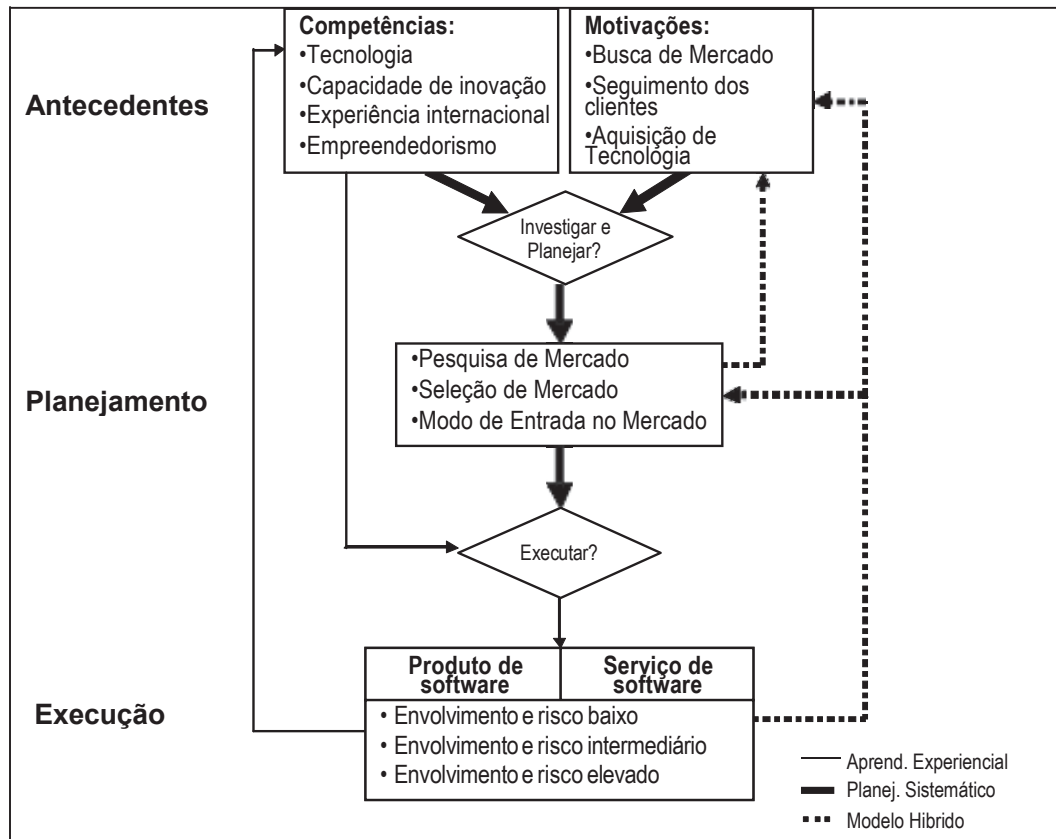 Competências:
•Tecnologia
•Capacidade de inovação
•Experiência internacional
•Empreendedorismo
Motivações:
•Busca de Mercado
•Seguimento dos
clientes
•Aquisição de
Tecnologia
Antecedentes
Investigar e
Planejar?
Planejamento
•Pesquisa de Mercado
•Seleção de Mercado
•Modo de Entrada no Mercado
Executar?
Execução
Produto de
software
Serviço de
software
• Envolvimento e risco baixo
• Envolvimento e risco intermediário
• Envolvimento e risco elevado
Aprend. Experiencial
Planej. Sistemático
Modelo Hibrido